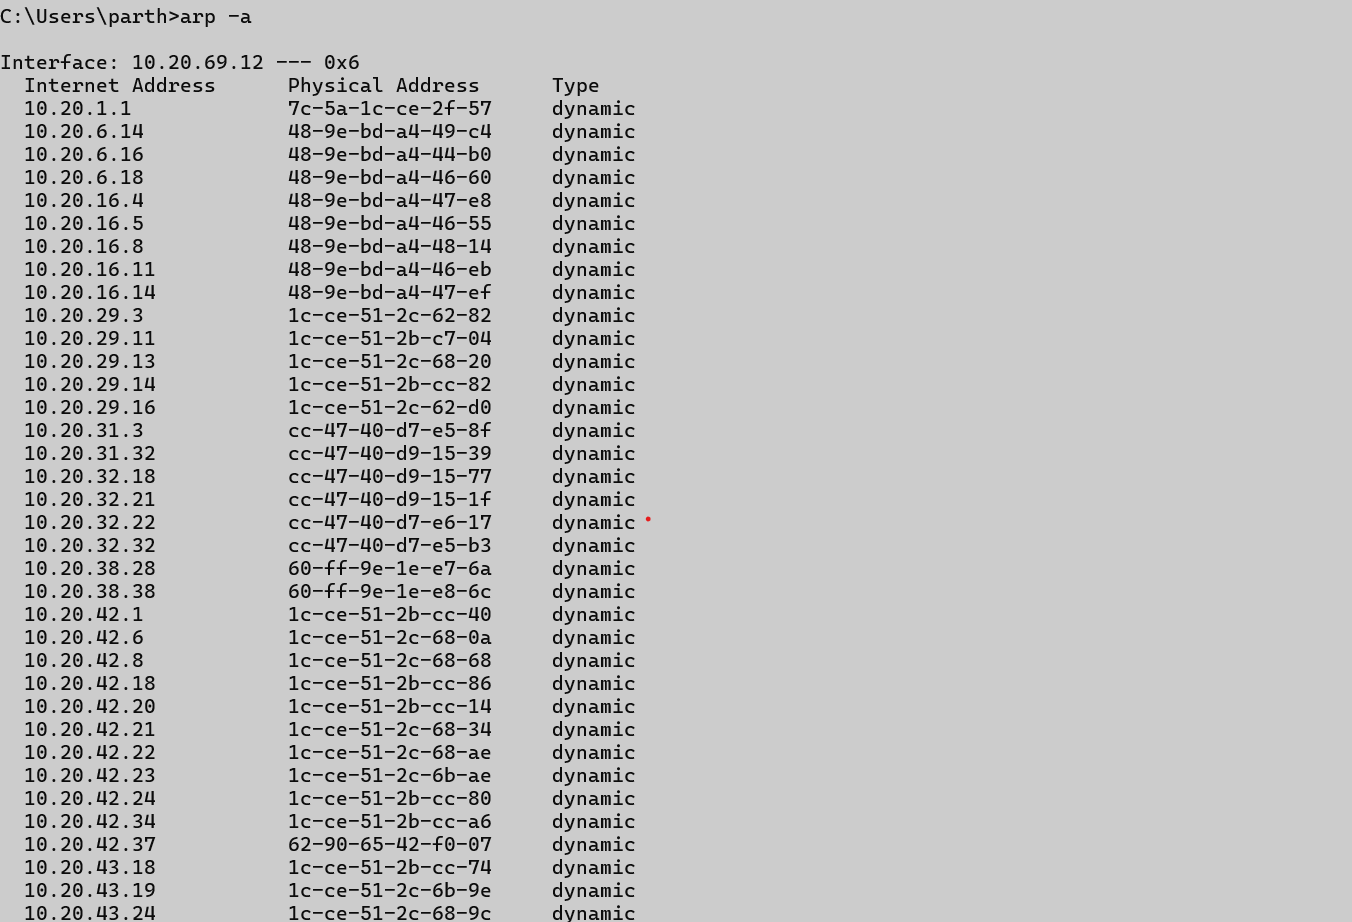 C:\Users\parth>arp -a
Interface: 10.20.69.12 --- 0x6
Internet Address Physical Address Type
10.20.1.1 7c-5a-1c-ce-2f-57 dynamic
10.20.6.14 48-9e-bd-a4-49-c4 dynamic
10.20.6.16 48-9e-bd-a4-44-b0 dynamic
10.20.6.18 48-9e-bd-a4-46-60 dynamic
10.20.16.4 48-9e-bd-a4-47-e8 dynamic
10.20.16.5 48-9e-bd-a4-46-55 dynamic
10.20.16.8 48-9e-bd-a4-48-14 dynamic
10.20.16.11 48-9e-bd-a4-46-eb dynamic
10.20.16.14 48-9e-bd-a4-47-ef dynamic
10.20.29.3 1c-ce-51-2c-62-82 dynamic
10.20.29.11 1c-ce-51-2b-c7-04 dynamic
10.20.29.13 1c-ce-51-2c-68-20 dynamic
10.20.29.14 1c-ce-51-2b-cc-82 dynamic
10.20.29.16 1c-ce-51-2c-62-d0 dynamic
10.20.31.3 cc-47-40-d7-e5-8f dynamic
10.20.31.32 cc-47-40-d9-15-39 dynamic
10.20.32.18 cc-47-40-d9-15-77 dynamic
10.20.32.21 cc-47-40-d9-15-1f dynamic
10.20.32.22 cc-47-40-d7-e6-17 dynamic
10.20.32.32 cc-47-40-d7-e5-b3 dynamic
10.20.38.28 60-ff-9e-1e-e7-6a dynamic
10.20.38.38 60-ff-9e-1e-e8-6c dynamic
10.20.42.1 1c-ce-51-2b-cc-40 dynamic
10.20.42.6 1c-ce-51-2c-68-0a dynamic
10.20.42.8 1c-ce-51-2c-68-68 dynamic
10.20.42.18 1c-ce-51-2b-cc-86 dynamic
10.20.42.20 1c-ce-51-2b-cc-14 dynamic
10.20.42.21 1c-ce-51-2c-68-34 dynamic
10.20.42.22 1c-ce-51-2c-68-ae dynamic
10.20.42.23 1c-ce-51-2c-6b-ae dynamic
10.20.42.24 1c-ce-51-2b-cc-80 dynamic
10.20.42.34 1c-ce-51-2b-cc-a6 dynamic
10.20.42.37 62-90-65-42-f0-07 dynamic
10.20.43.18 1c-ce-51-2b-cc-74 dynamic
10.20.43.19 1c-ce-51-2c-6b-9e dynamic
10.20.43.24 1c-ce-51-2c-68-9c dynamic